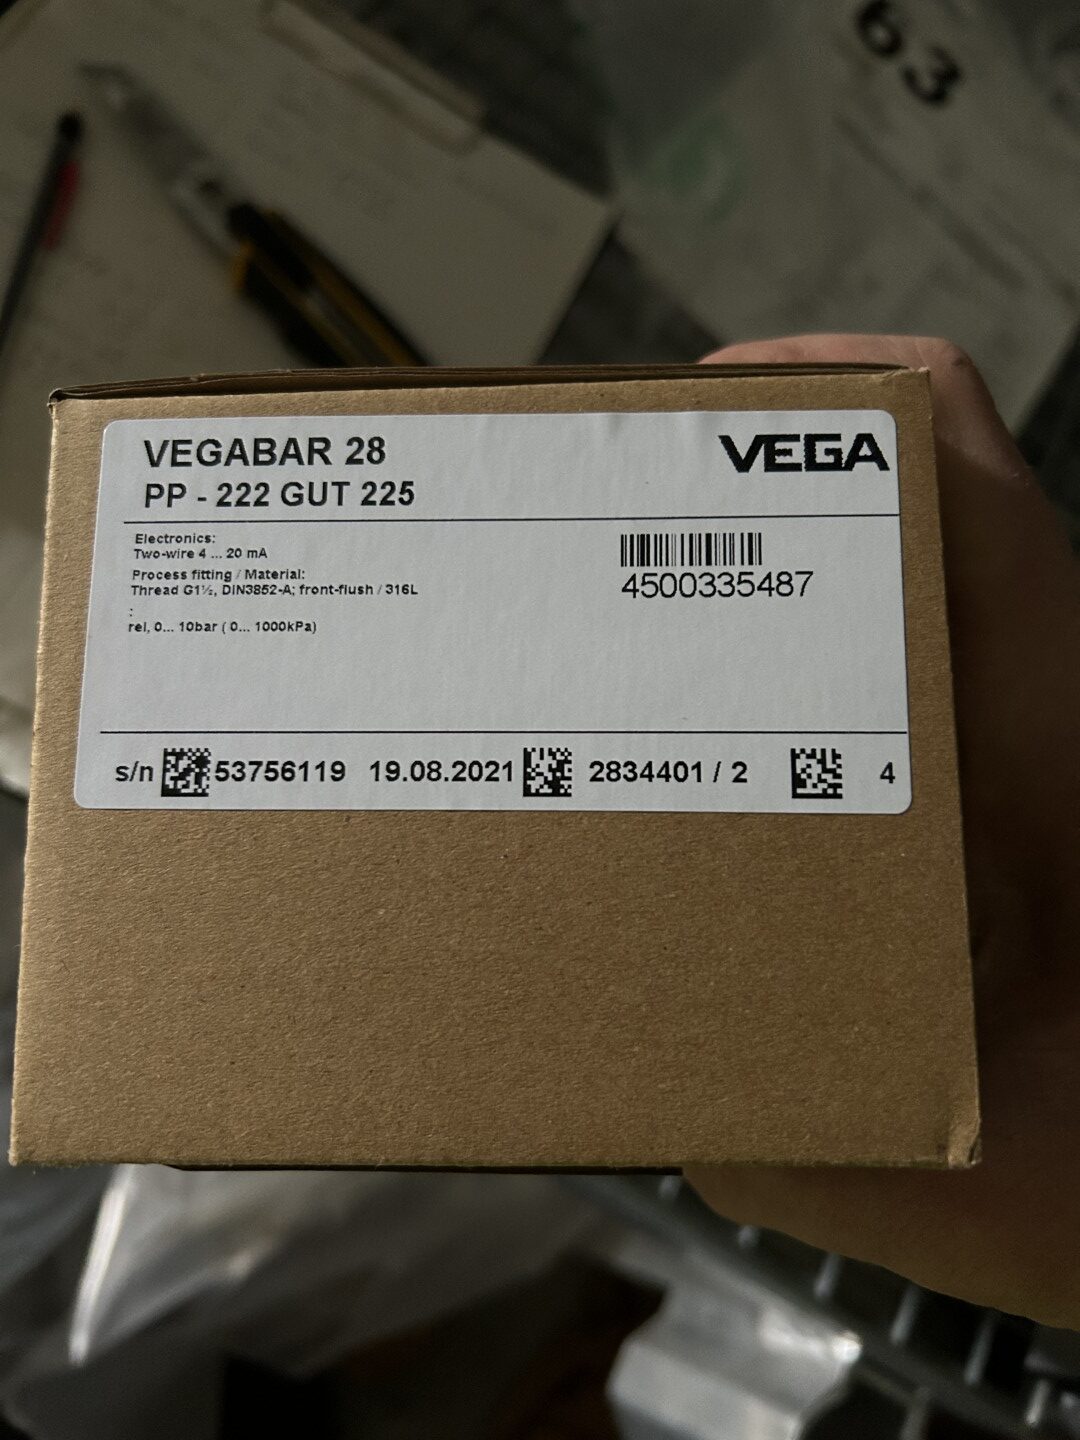 63
VEGABAR 28
PP - 222 GUT 225
VEGA
Electronics:
Two-wire 4 ... 20 mA
Process fitting / Material:
Thread G1½, DIN3852-A; front-flush / 316L
:
rel, 0... 10bar ( 0... 1000kPa)
4500335487
s/n 53756119 19.08.2021 2834401 / 2 4